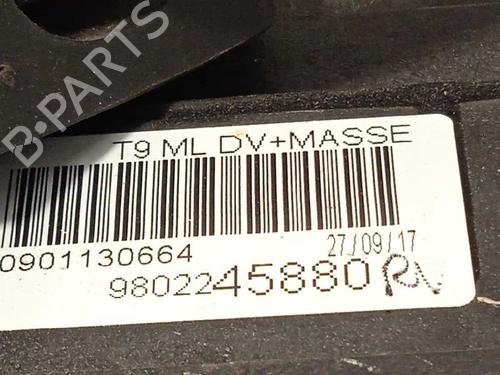 B-PARTS
T9 ML DV+MASSE
0901130664
27/09/17
9802245880